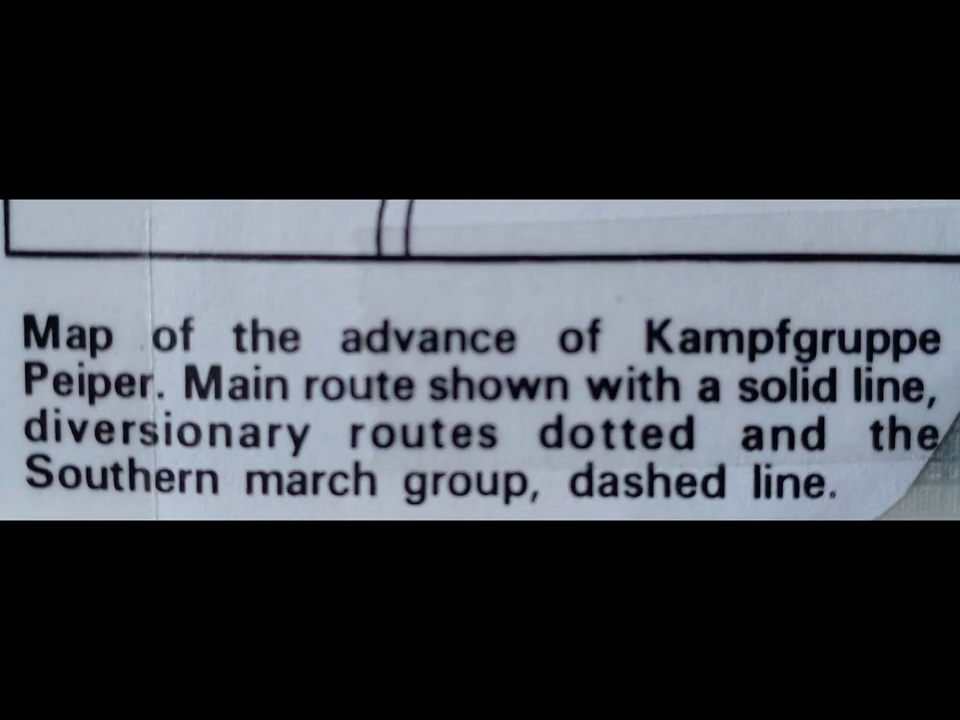 Map of the advance of Kampfgruppe
Peiper. Main route shown with a solid line,
diversionary routes dotted and the
Southern march group, dashed line.